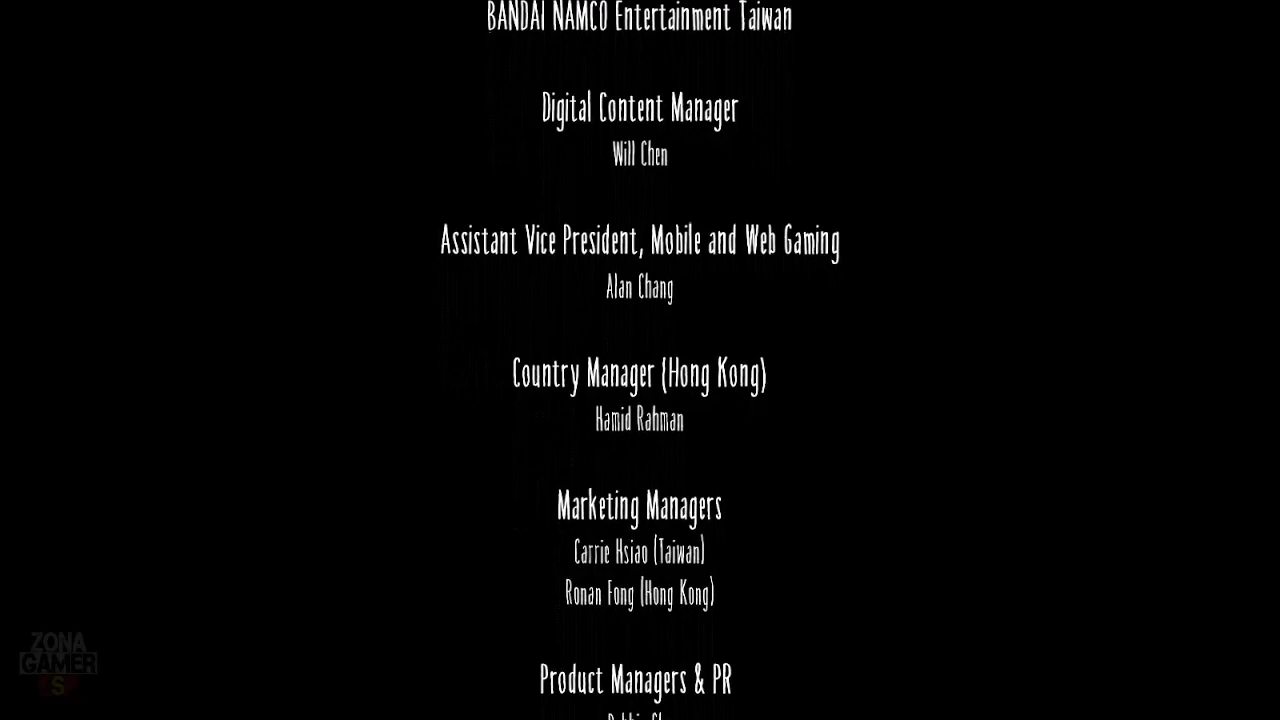 BANDAI NAMCO Entertainment Taiwan
Digital Content Manager
Will Chen
Assistant Vice President, Mobile and Web Gaming
Alan Chang
Country Manager (Hong Kong)
Hamid Rahman
Marketing Managers
Carrie Hsiao (Taiwan)
Ronan Fong (Hong Kong)
ZONA
GAMER
S
Product Managers & PR